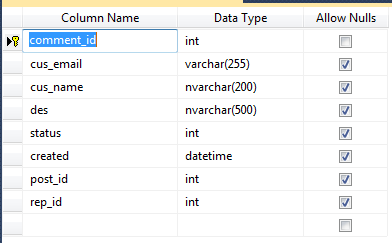 Column Name Data Type Allow Nulls
comment_id int
cus_email varchar(255)
cus_name nvarchar(200)
des nvarchar(500)
status int
created datetime
post_id int
rep_id int